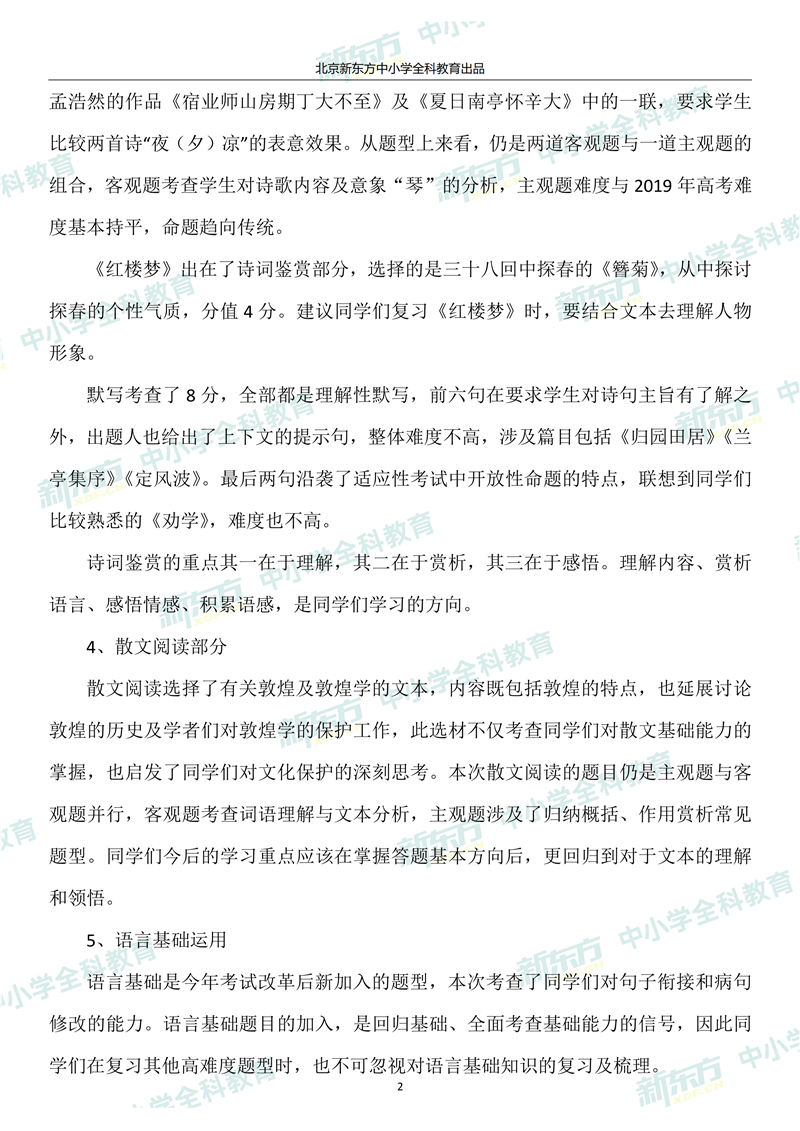 北京新东方中小学全科教育出品
孟浩然的作品《宿业师山房期丁大不至》及《夏日南亭怀辛大》中的一联，要求学生
比较两首诗“夜（夕）凉”的表意效果。从题型上来看，仍是两道客观题与一道主观题的
组合，客观题考查学生对诗歌内容及意象“琴”的分析，主观题难度与 2019 年高考难
度基本持平，命题趋向传统。
《红楼梦》出在了诗词鉴赏部分，选择的是三十八回中探春的《簪菊》，从中探讨
探春的个性气质，分值 4 分。建议同学们复习《红楼梦》时，要结合文本去理解人物
形象。
默写考查了 8 分，全部都是理解性默写，前六句在要求学生对诗句主旨有了解之
外，出题人也给出了上下文的提示句，整体难度不高，涉及篇目包括《归园田居》《兰
亭集序》《定风波》。最后两句沿袭了适应性考试中开放性命题的特点，联想到同学们
比较熟悉的《劝学》，难度也不高。
诗词鉴赏的重点其一在于理解，其二在于赏析，其三在于感悟。理解内容、赏析
语言、感悟情感、积累语感，是同学们学习的方向。
4、散文阅读部分
散文阅读选择了有关敦煌及敦煌学的文本，内容既包括敦煌的特点，也延展讨论
敦煌的历史及学者们对敦煌学的保护工作，此选材不仅考查同学们对散文基础能力的
掌握，也启发了同学们对文化保护的深刻思考。本次散文阅读的题目仍是主观题与客
观题并行，客观题考查词语理解与文本分析，主观题涉及了归纳概括、作用赏析常见
题型。同学们今后的学习重点应该在掌握答题基本方向后，更回归到对于文本的理解
和领悟。
5、语言基础运用
语言基础是今年考试改革后新加入的题型，本次考查了同学们对句子衔接和病句
修改的能力。语言基础题目的加入，是回归基础、全面考查基础能力的信号，因此同
学们在复习其他高难度题型时，也不可忽视对语言基础知识的复习及梳理。
2
新东方 XDF.CN 中小学全科教育